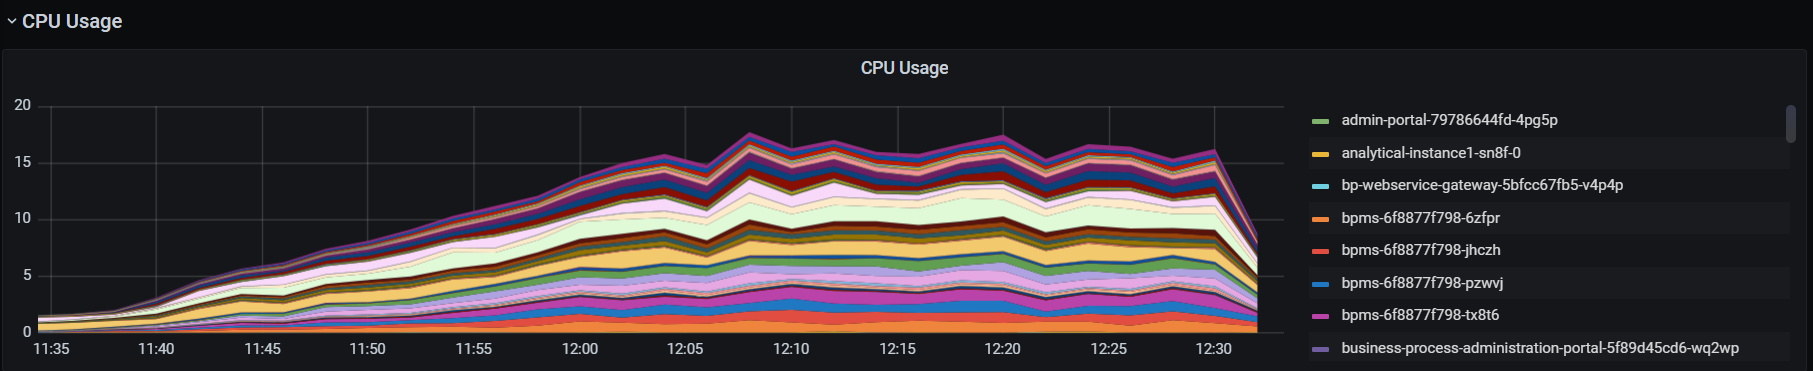 CPU Usage
CPU Usage
20
15
10
5
0
11:35 11:40 11:45 11:50 11:55 12:00 12:05 12:10 12:15 12:20 12:25 12:30
admin-portal-79786644fd-4pg5p
analytical-instance1-sn8f-0
bp-webservice-gateway-5bfcc67fb5-v4p4p
bpms-6f8877f798-6zfpr
bpms-6f8877f798-jhczh
bpms-6f8877f798-pzwvj
bpms-6f8877f798-tx8t6
business-process-administration-portal-5f89d45cd6-wq2wp